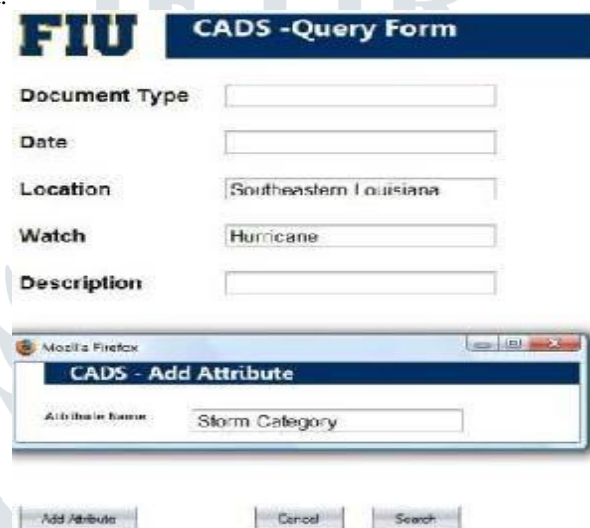 FIU CADS -Query Form
Document Type
Date
Location Southeastern Louisiana
Watch Hurricane
Description
Mozilla Firefox
CADS - Add Attribute
Attribute Name Storm Category
Add Attribute Cancel Search